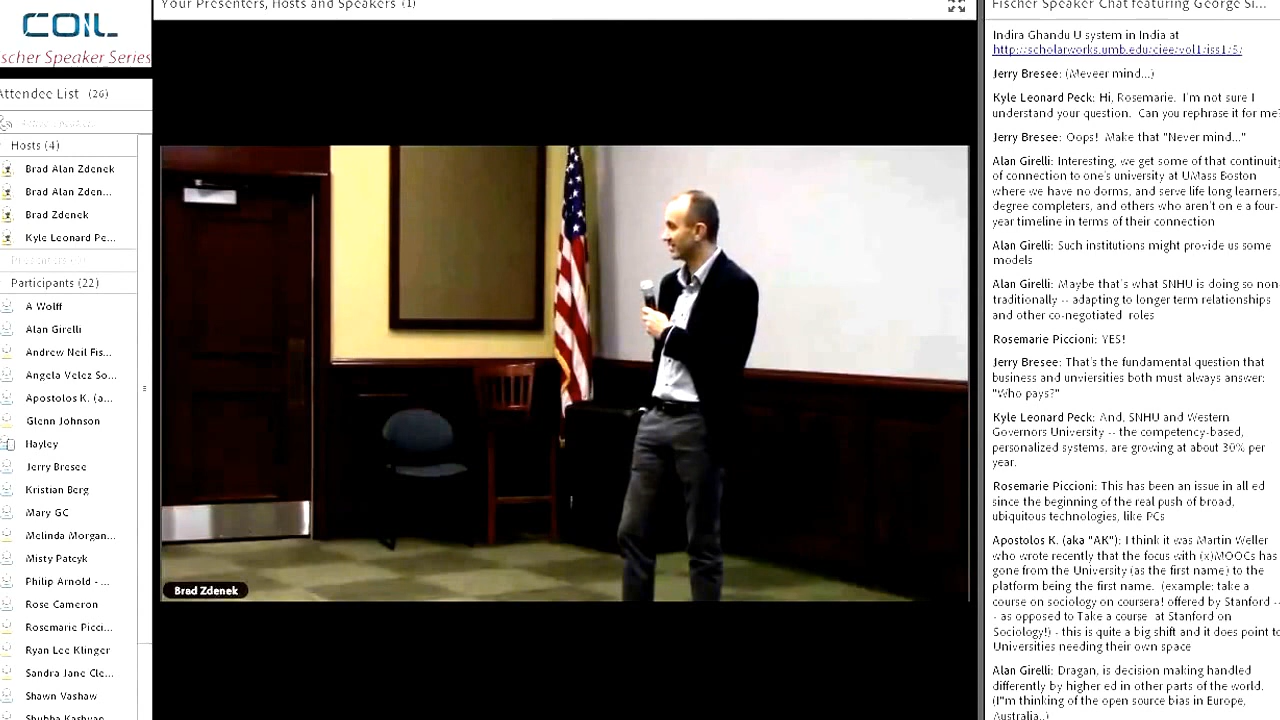 COIL
scher Speaker Series
Attendee List (26)
Active Speakers
Hosts (4)
Brad Alan Zdenek
Brad Alan Zden...
Brad Zdenek
Kyle Leonard Pe...
Participants (22)
A Wolff
Alan Girelli
Andrew Neil Fis...
Angela Velez So...
Apostolos K. (a...
Glenn Johnson
Hayley
Jerry Bresee
Kristian Berg
Mary GC
Melinda Morgan...
Misty Patcyk
Philip Arnold - ...
Rose Cameron
Rosemarie Picci...
Ryan Lee Klinger
Sandra Jane Cle...
Shawn Vashaw
Shubha Kashyap
Your Presenters, Hosts and Speakers (1)
Brad Zdenek
Fischer Speaker Chat featuring George Si...
Indira Ghandu U system in India at
http://scholarworks.umb.edu/ciee/vol1/iss1/5/
Jerry Bresee: (Meveer mind...)
Kyle Leonard Peck: Hi, Rosemarie. I'm not sure I
understand your question. Can you rephrase it for me?
Jerry Bresee: Oops! Make that "Never mind..."
Alan Girelli: Interesting, we get some of that continuity
of connection to one's university at UMass Boston
where we have no dorms, and serve life long learners,
degree completers, and others who aren't on e a four-
year timeline in terms of their connection
Alan Girelli: Such institutions might provide us some
models
Alan Girelli: Maybe that's what SNHU is doing so non-
traditionally -- adapting to longer term relationships
and other co-negotiated roles
Rosemarie Piccioni: YES!
Jerry Bresee: That's the fundamental question that
business and unviersities both must always answer:
"Who pays?"
Kyle Leonard Peck: And, SNHU and Western
Governors University -- the competency-based,
personalized systems, are growing at about 30% per
year.
Rosemarie Piccioni: This has been an issue in all ed
since the beginning of the real push of broad,
ubiquitous technologies, like PCs
Apostolos K. (aka "AK"): I think it was Martin Weller
who wrote recently that the focus with (x)MOOCs has
gone from the University (as the first name) to the
platform being the first name. (example: take a
course on sociology on coursera! offered by Stanford --
- as opposed to Take a course at Stanford on
Sociology!) - this is quite a big shift and it does point to
Universities needing their own space
Alan Girelli: Dragan, is decision making handled
differently by higher ed in other parts of the world,
(I"m thinking of the open source bias in Europe,
Australia..)